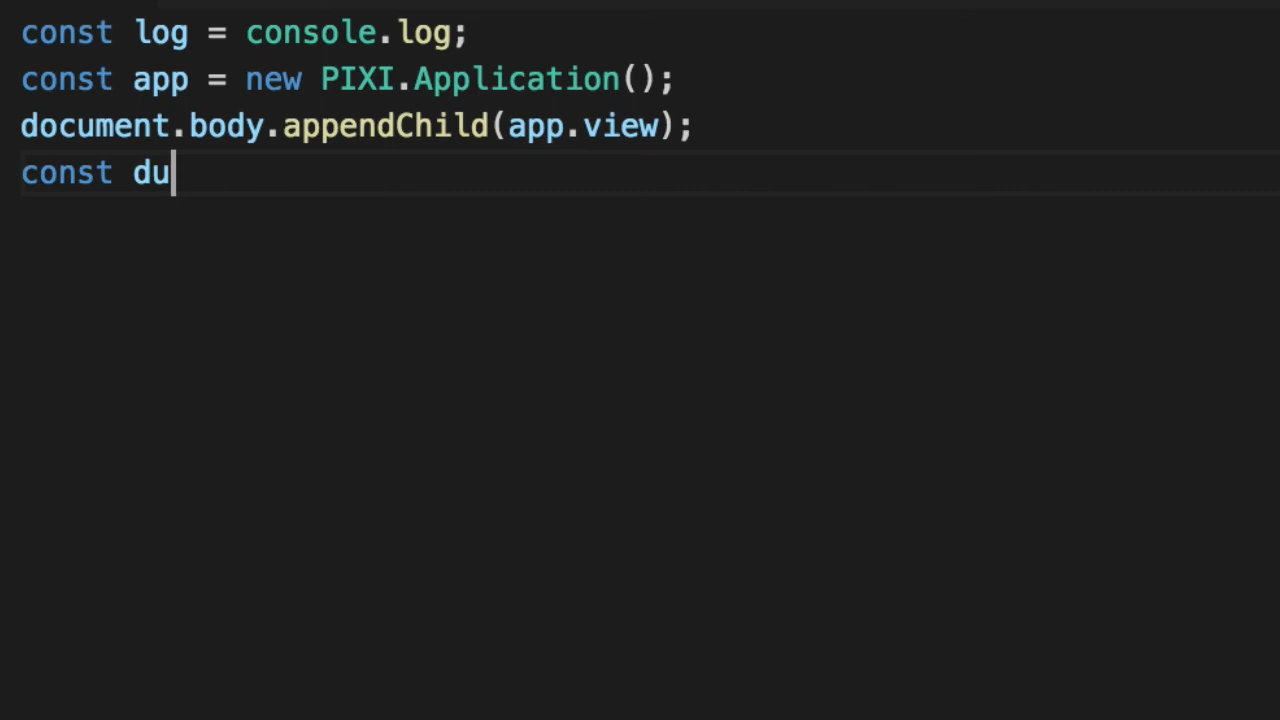 const log = console.log;
const app = new PIXI.Application();
document.body.appendChild(app.view);
const du